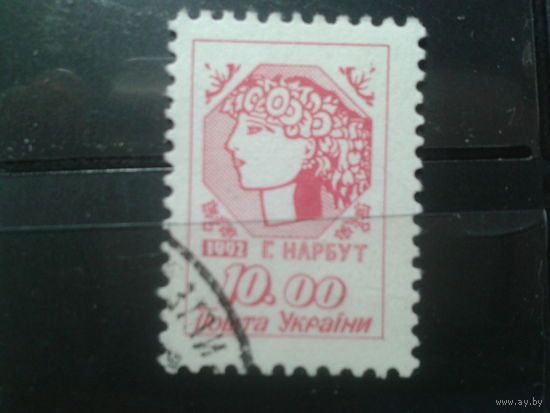 1992 Г. НАРБУТ
10.00
Пошта України
www.ay.by